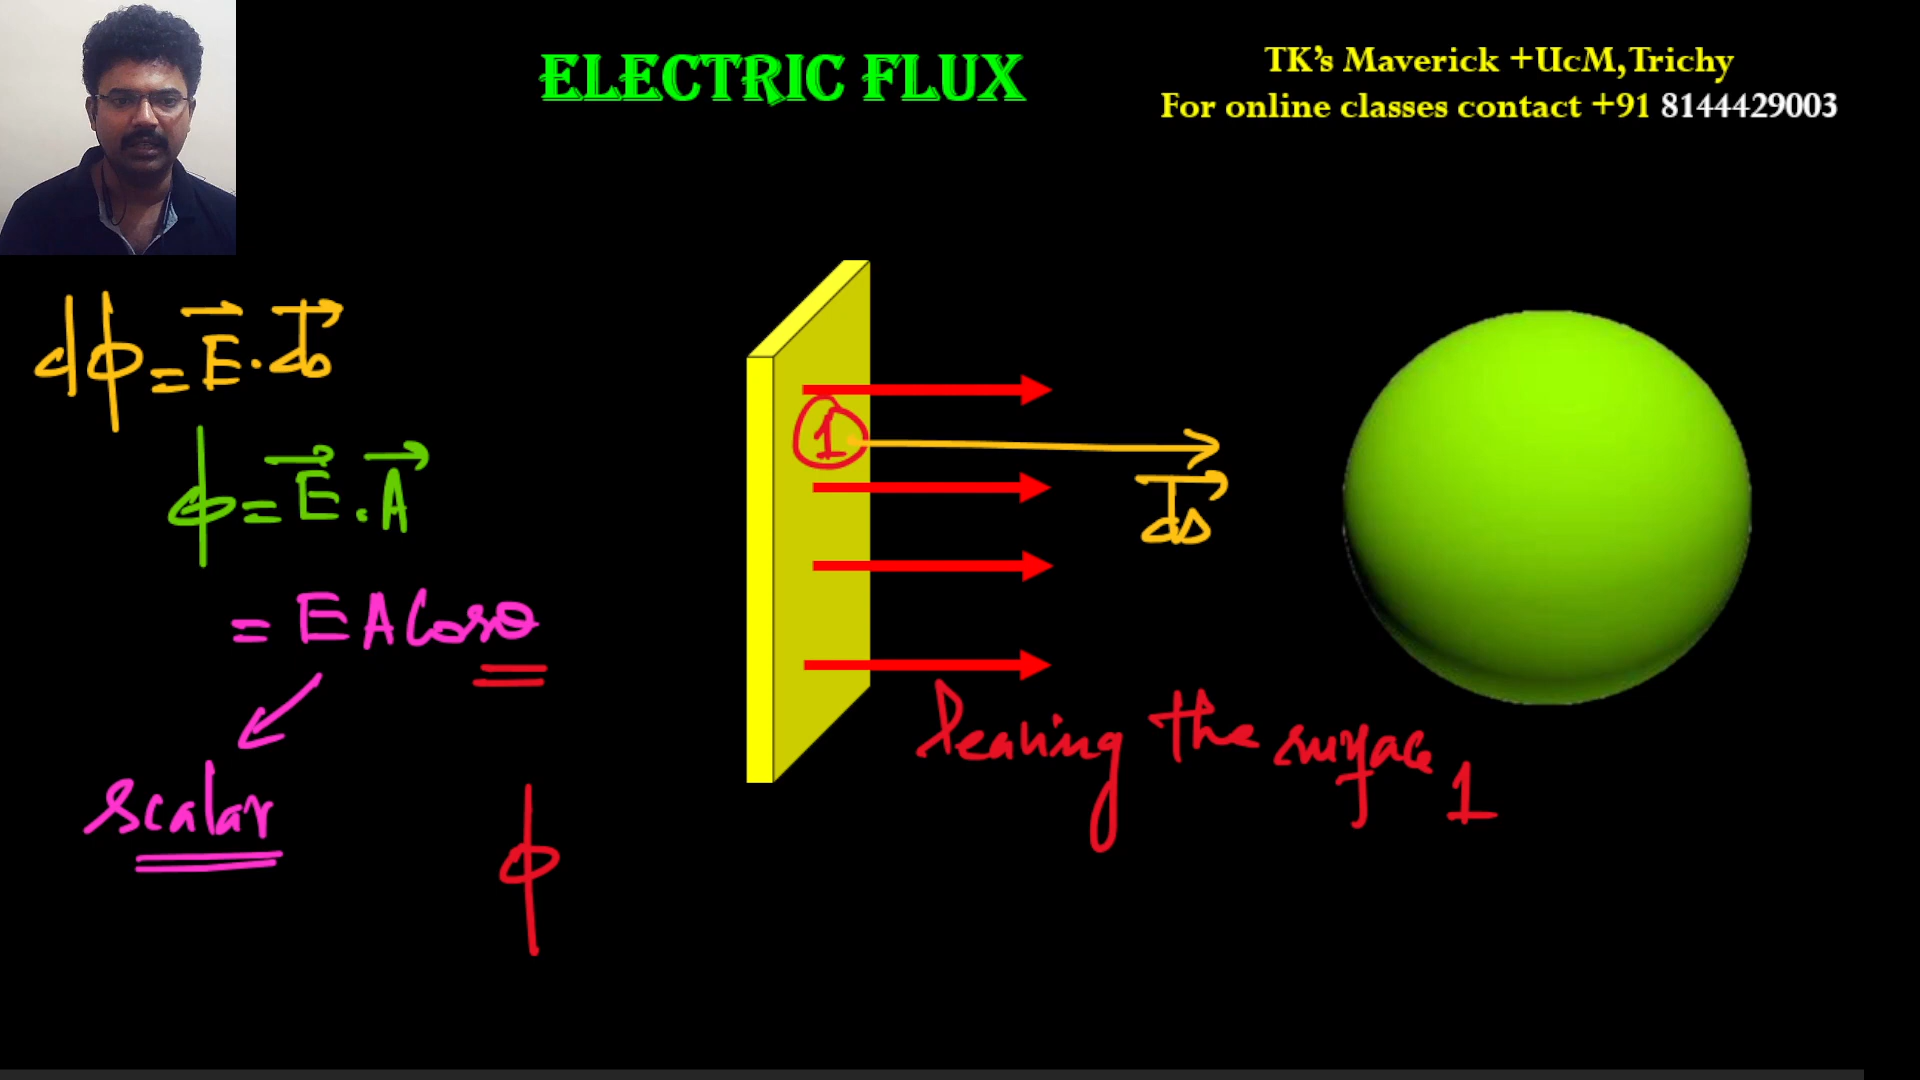 ELECTRIC FLUX
TK's Maverick +UcM,Trichy
For online classes contact +91 8144429003
dϕ = E⃗ . ds⃗
ϕ = E⃗ . A⃗
= EA Cosθ
scalar
ϕ
1
ds⃗
leaving the surface 1